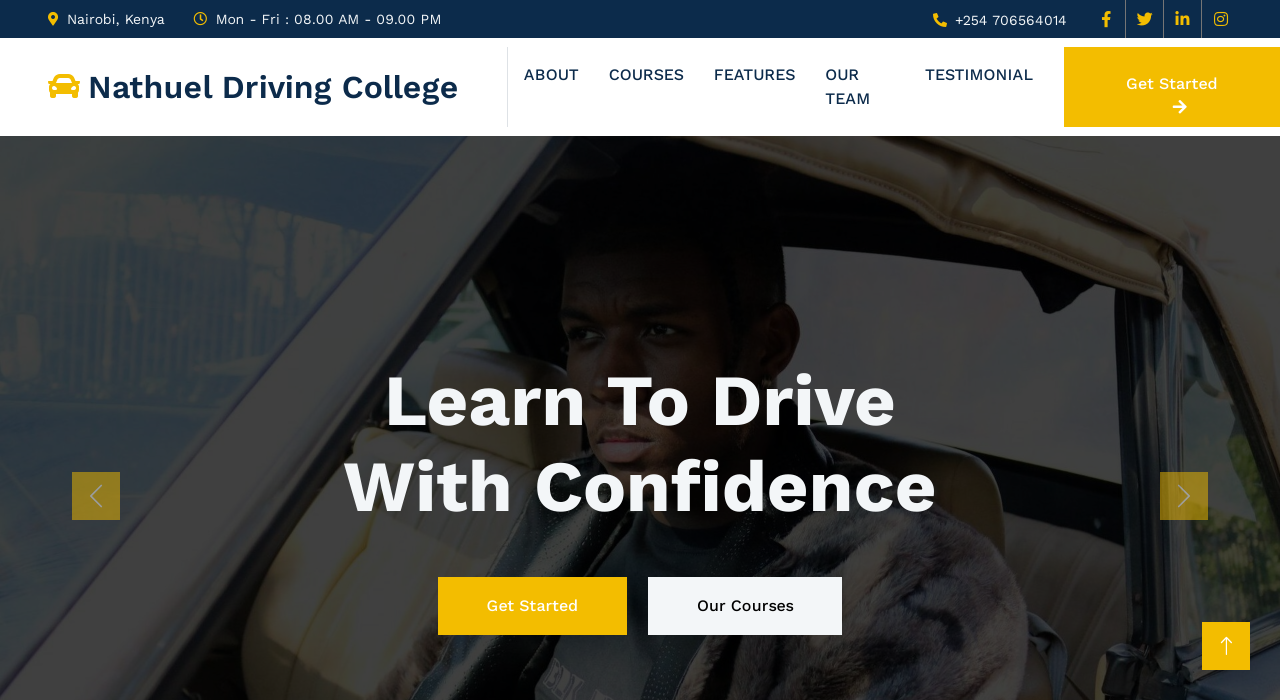 Nairobi, Kenya
Mon - Fri : 08.00 AM - 09.00 PM
+254 706564014
Nathuel Driving College
ABOUT
COURSES
FEATURES
OUR
TEAM
TESTIMONIAL
Get Started
Learn To Drive
With Confidence
Get Started
Our Courses